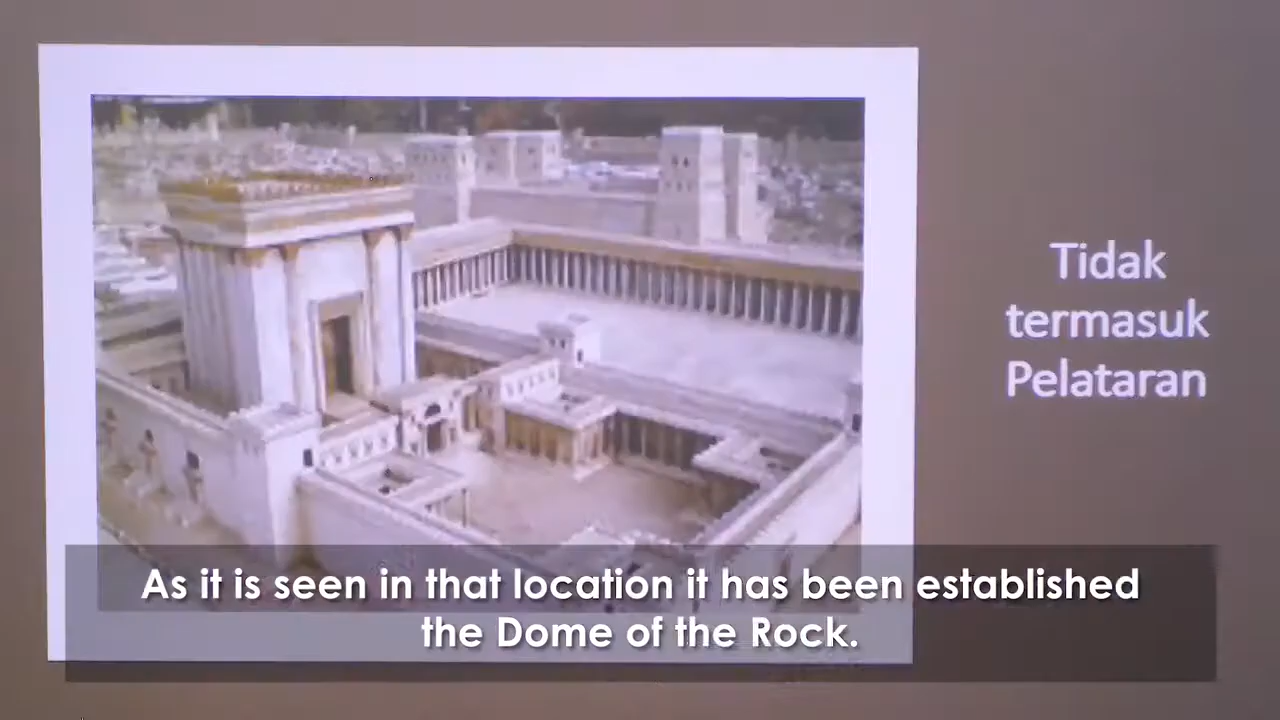 Tidak
termasuk
Pelataran
As it is seen in that location it has been established
the Dome of the Rock.